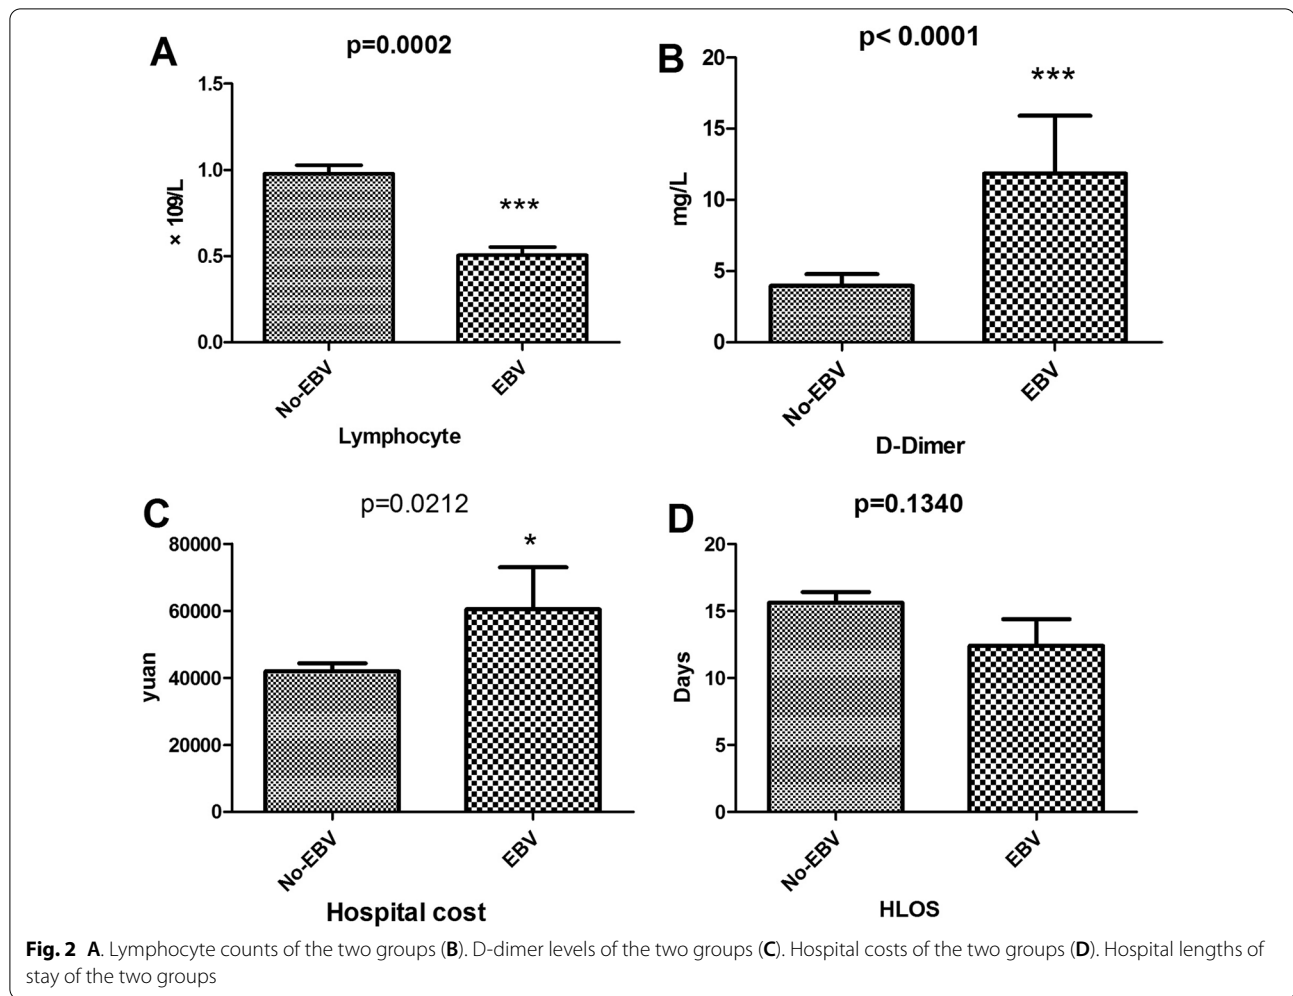 A
p=0.0002
1.5
1.0
0.5
0.0
× 109/L
***
No-EBV
EBV
Lymphocyte
B
p< 0.0001
20
15
10
5
0
mg/L
***
No-EBV
EBV
D-Dimer
C
p=0.0212
80000
60000
40000
20000
0
yuan
*
No-EBV
EBV
Hospital cost
D
p=0.1340
20
15
10
5
0
Days
No-EBV
EBV
HLOS
Fig. 2 A. Lymphocyte counts of the two groups (B). D-dimer levels of the two groups (C). Hospital costs of the two groups (D). Hospital lengths of
stay of the two groups